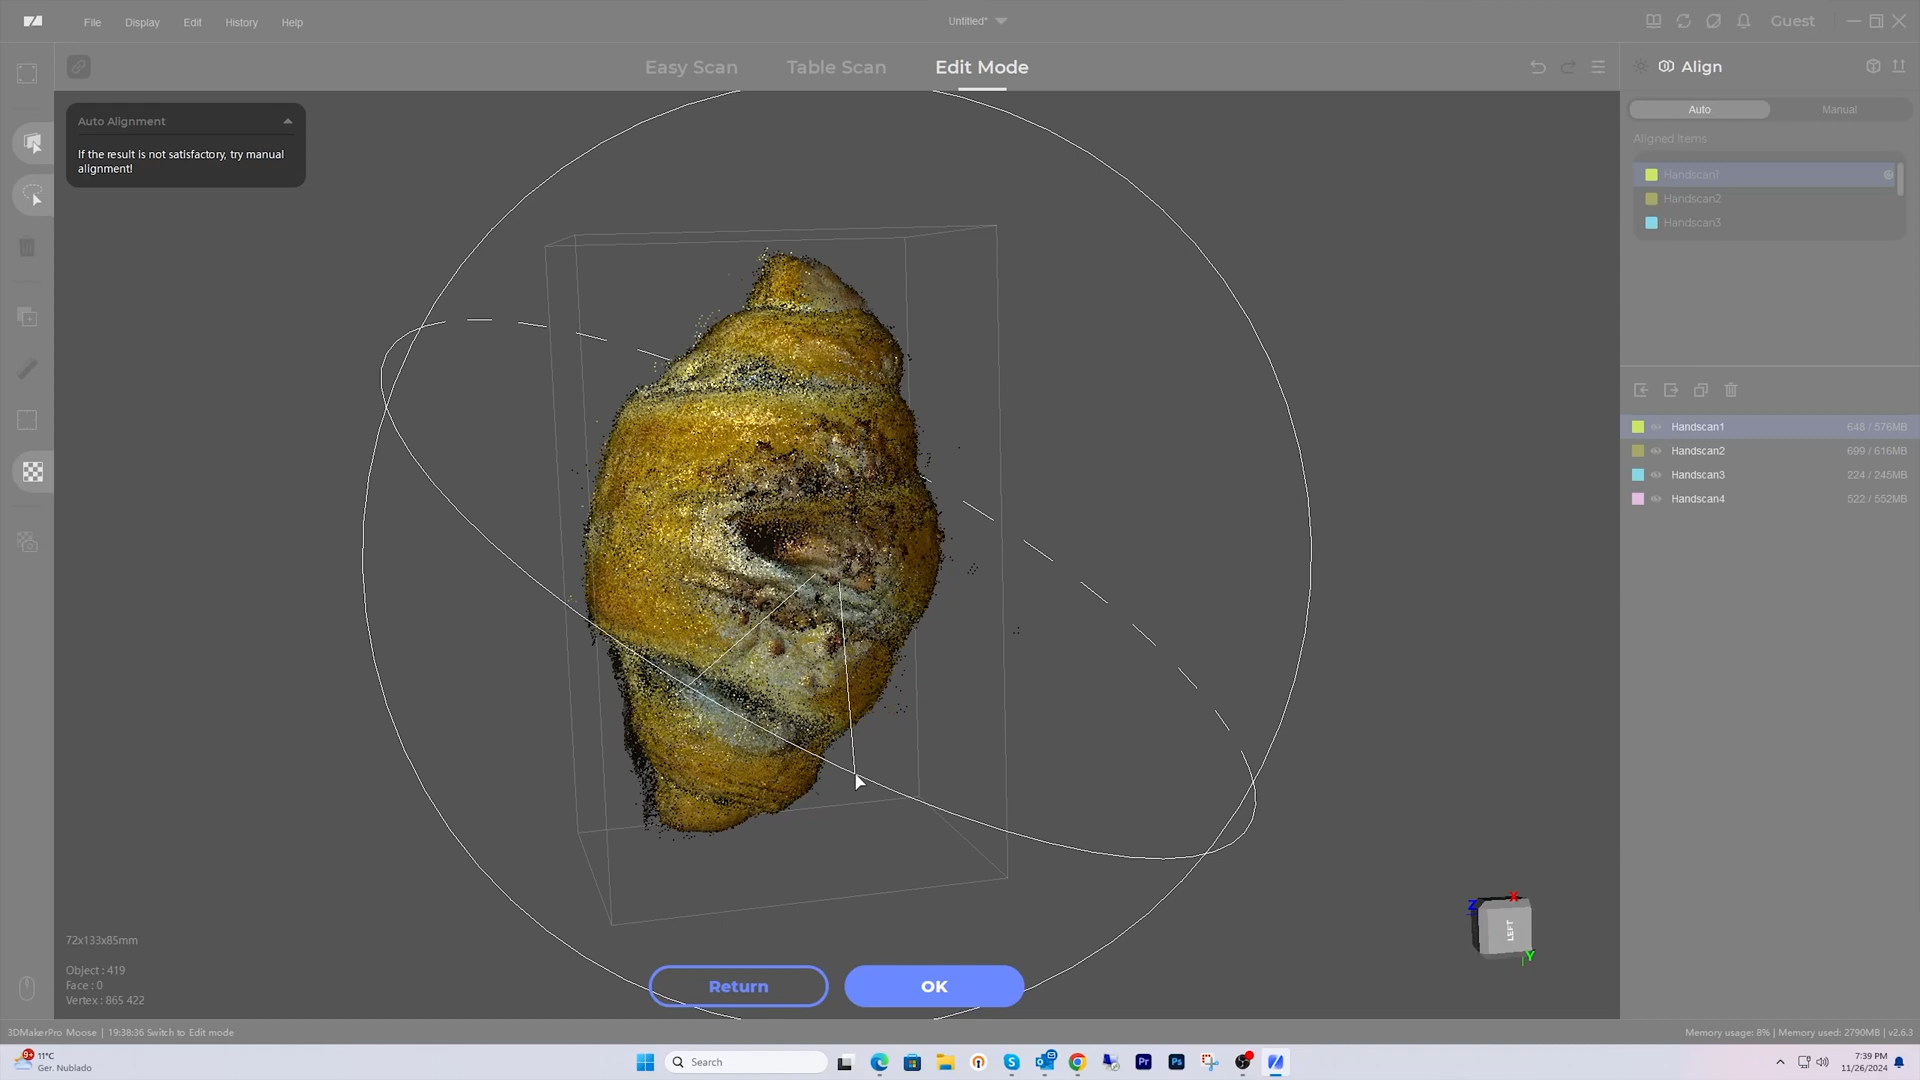 File Display Edit History Help
Untitled*
Guest
Easy Scan Table Scan Edit Mode
Align
Auto Manual
Auto Alignment
If the result is not satisfactory, try manual
alignment!
Aligned Items
Handscan1
Handscan2
Handscan3
Handscan1 648 / 576MB
Handscan2 699 / 616MB
Handscan3 224 / 245MB
Handscan4 522 / 552MB
Z X
LEFT
Y
72x133x85mm
Object : 419
Face : 0
Vertex : 865 422
Return OK
3DMakerPro Moose | 19:38:36 Switch to Edit mode
Memory usage: 8% | Memory used: 2790MB | v2.6.3
9+
11°C
Ger. Nublado
Search
Pr
Ps
7:39 PM
11/26/2024